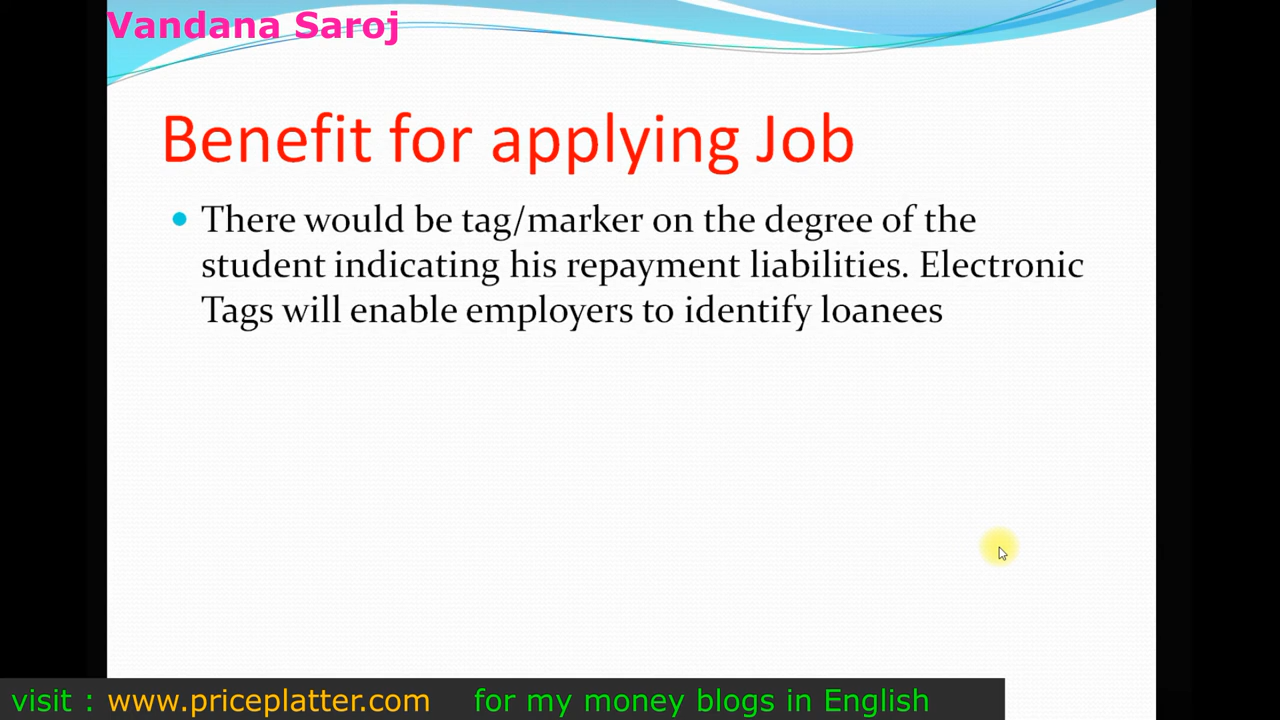 Vandana Saroj
Benefit for applying Job
There would be tag/marker on the degree of the
student indicating his repayment liabilities. Electronic
Tags will enable employers to identify loanees
visit : www.priceplatter.com for my money blogs in English